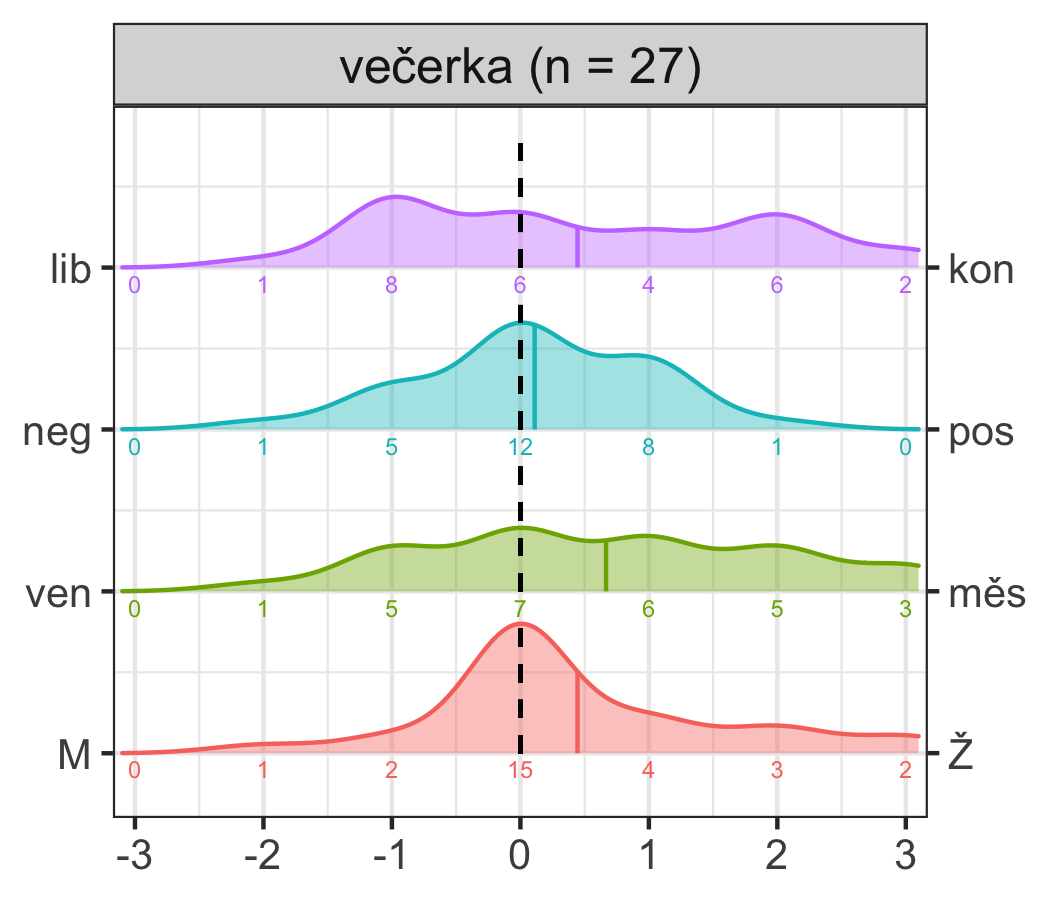 večerka (n = 27)
lib kon
0 1 8 6 4 6 2
neg pos
0 1 5 12 8 1 0
ven měs
0 1 5 7 6 5 3
M Ž
0 1 2 15 4 3 2
-3 -2 -1 0 1 2 3